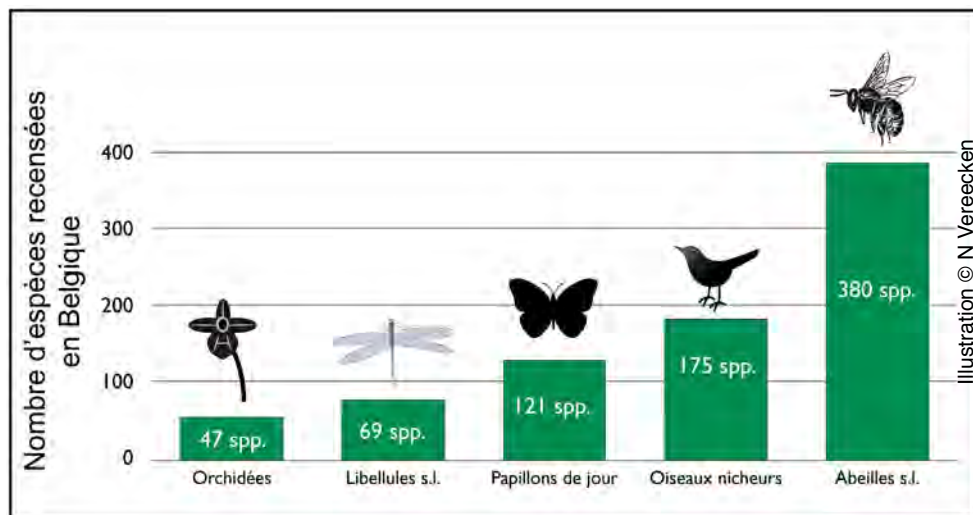 Nombre d'espèces recensées
en Belgique
400
300
200
100
0
47 spp.
69 spp.
121 spp.
175 spp.
380 spp.
Orchidées
Libellules s.l.
Papillons de jour
Oiseaux nicheurs
Abeilles s.l.
Illustration © N Vereecken